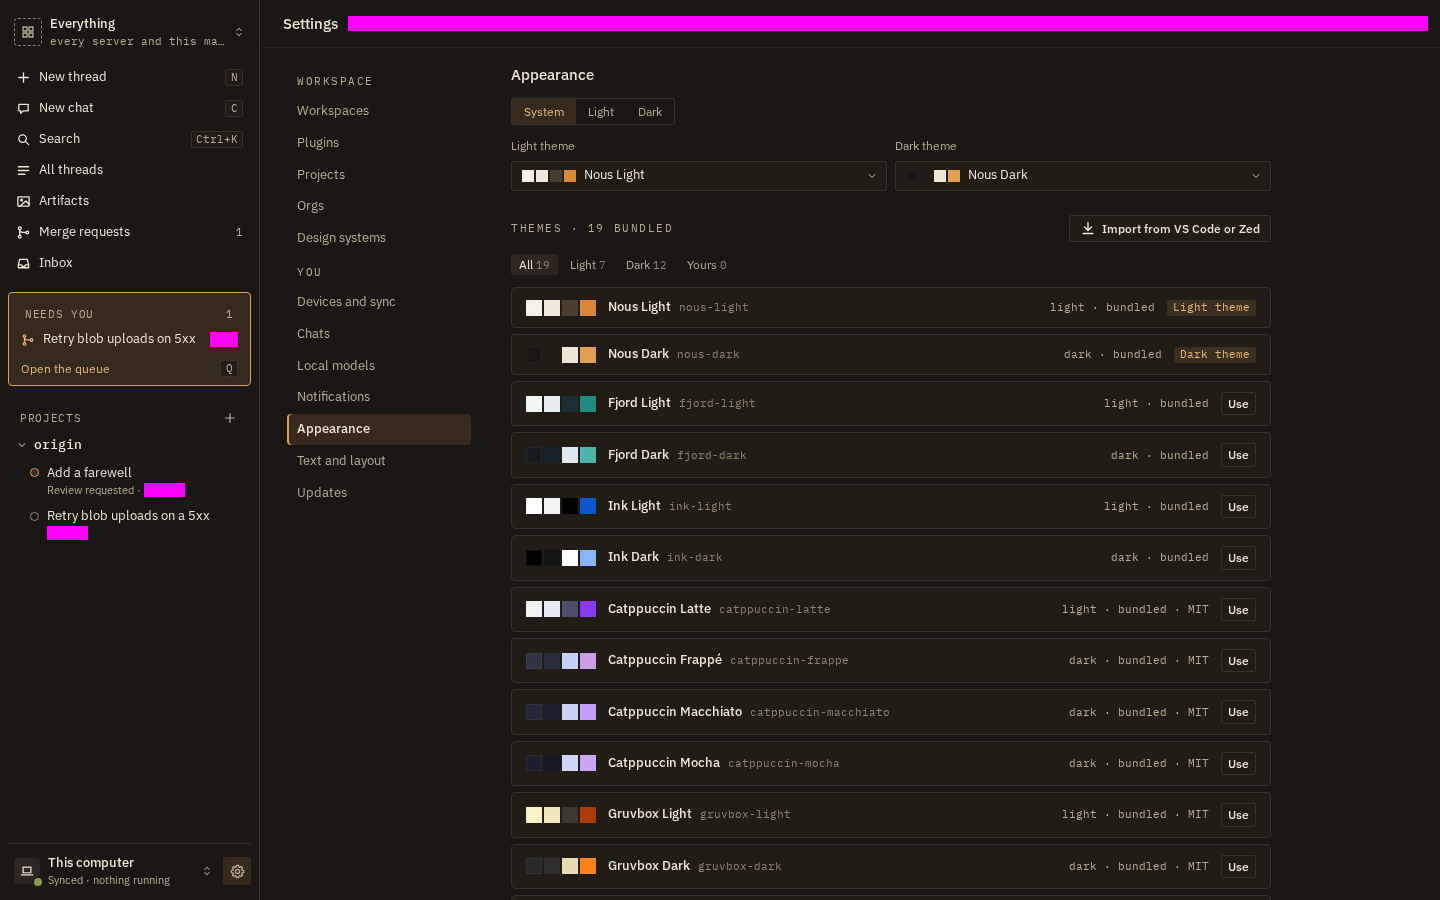 Everything
every server and this ma…
New thread N
New chat C
Search Ctrl+K
All threads
Artifacts
Merge requests 1
Inbox
NEEDS YOU 1
Retry blob uploads on 5xx
Open the queue Q
PROJECTS
origin
Add a farewell
Review requested ·
Retry blob uploads on a 5xx
This computer
Synced · nothing running
Settings
WORKSPACE
Workspaces
Plugins
Projects
Orgs
Design systems
YOU
Devices and sync
Chats
Local models
Notifications
Appearance
Text and layout
Updates
Appearance
System Light Dark
Light theme Dark theme
Nous Light Nous Dark
THEMES · 19 BUNDLED Import from VS Code or Zed
All 19 Light 7 Dark 12 Yours 0
Nous Light nous-light light · bundled Light theme
Nous Dark nous-dark dark · bundled Dark theme
Fjord Light fjord-light light · bundled Use
Fjord Dark fjord-dark dark · bundled Use
Ink Light ink-light light · bundled Use
Ink Dark ink-dark dark · bundled Use
Catppuccin Latte catppuccin-latte light · bundled · MIT Use
Catppuccin Frappé catppuccin-frappe dark · bundled · MIT Use
Catppuccin Macchiato catppuccin-macchiato dark · bundled · MIT Use
Catppuccin Mocha catppuccin-mocha dark · bundled · MIT Use
Gruvbox Light gruvbox-light light · bundled · MIT Use
Gruvbox Dark gruvbox-dark dark · bundled · MIT Use